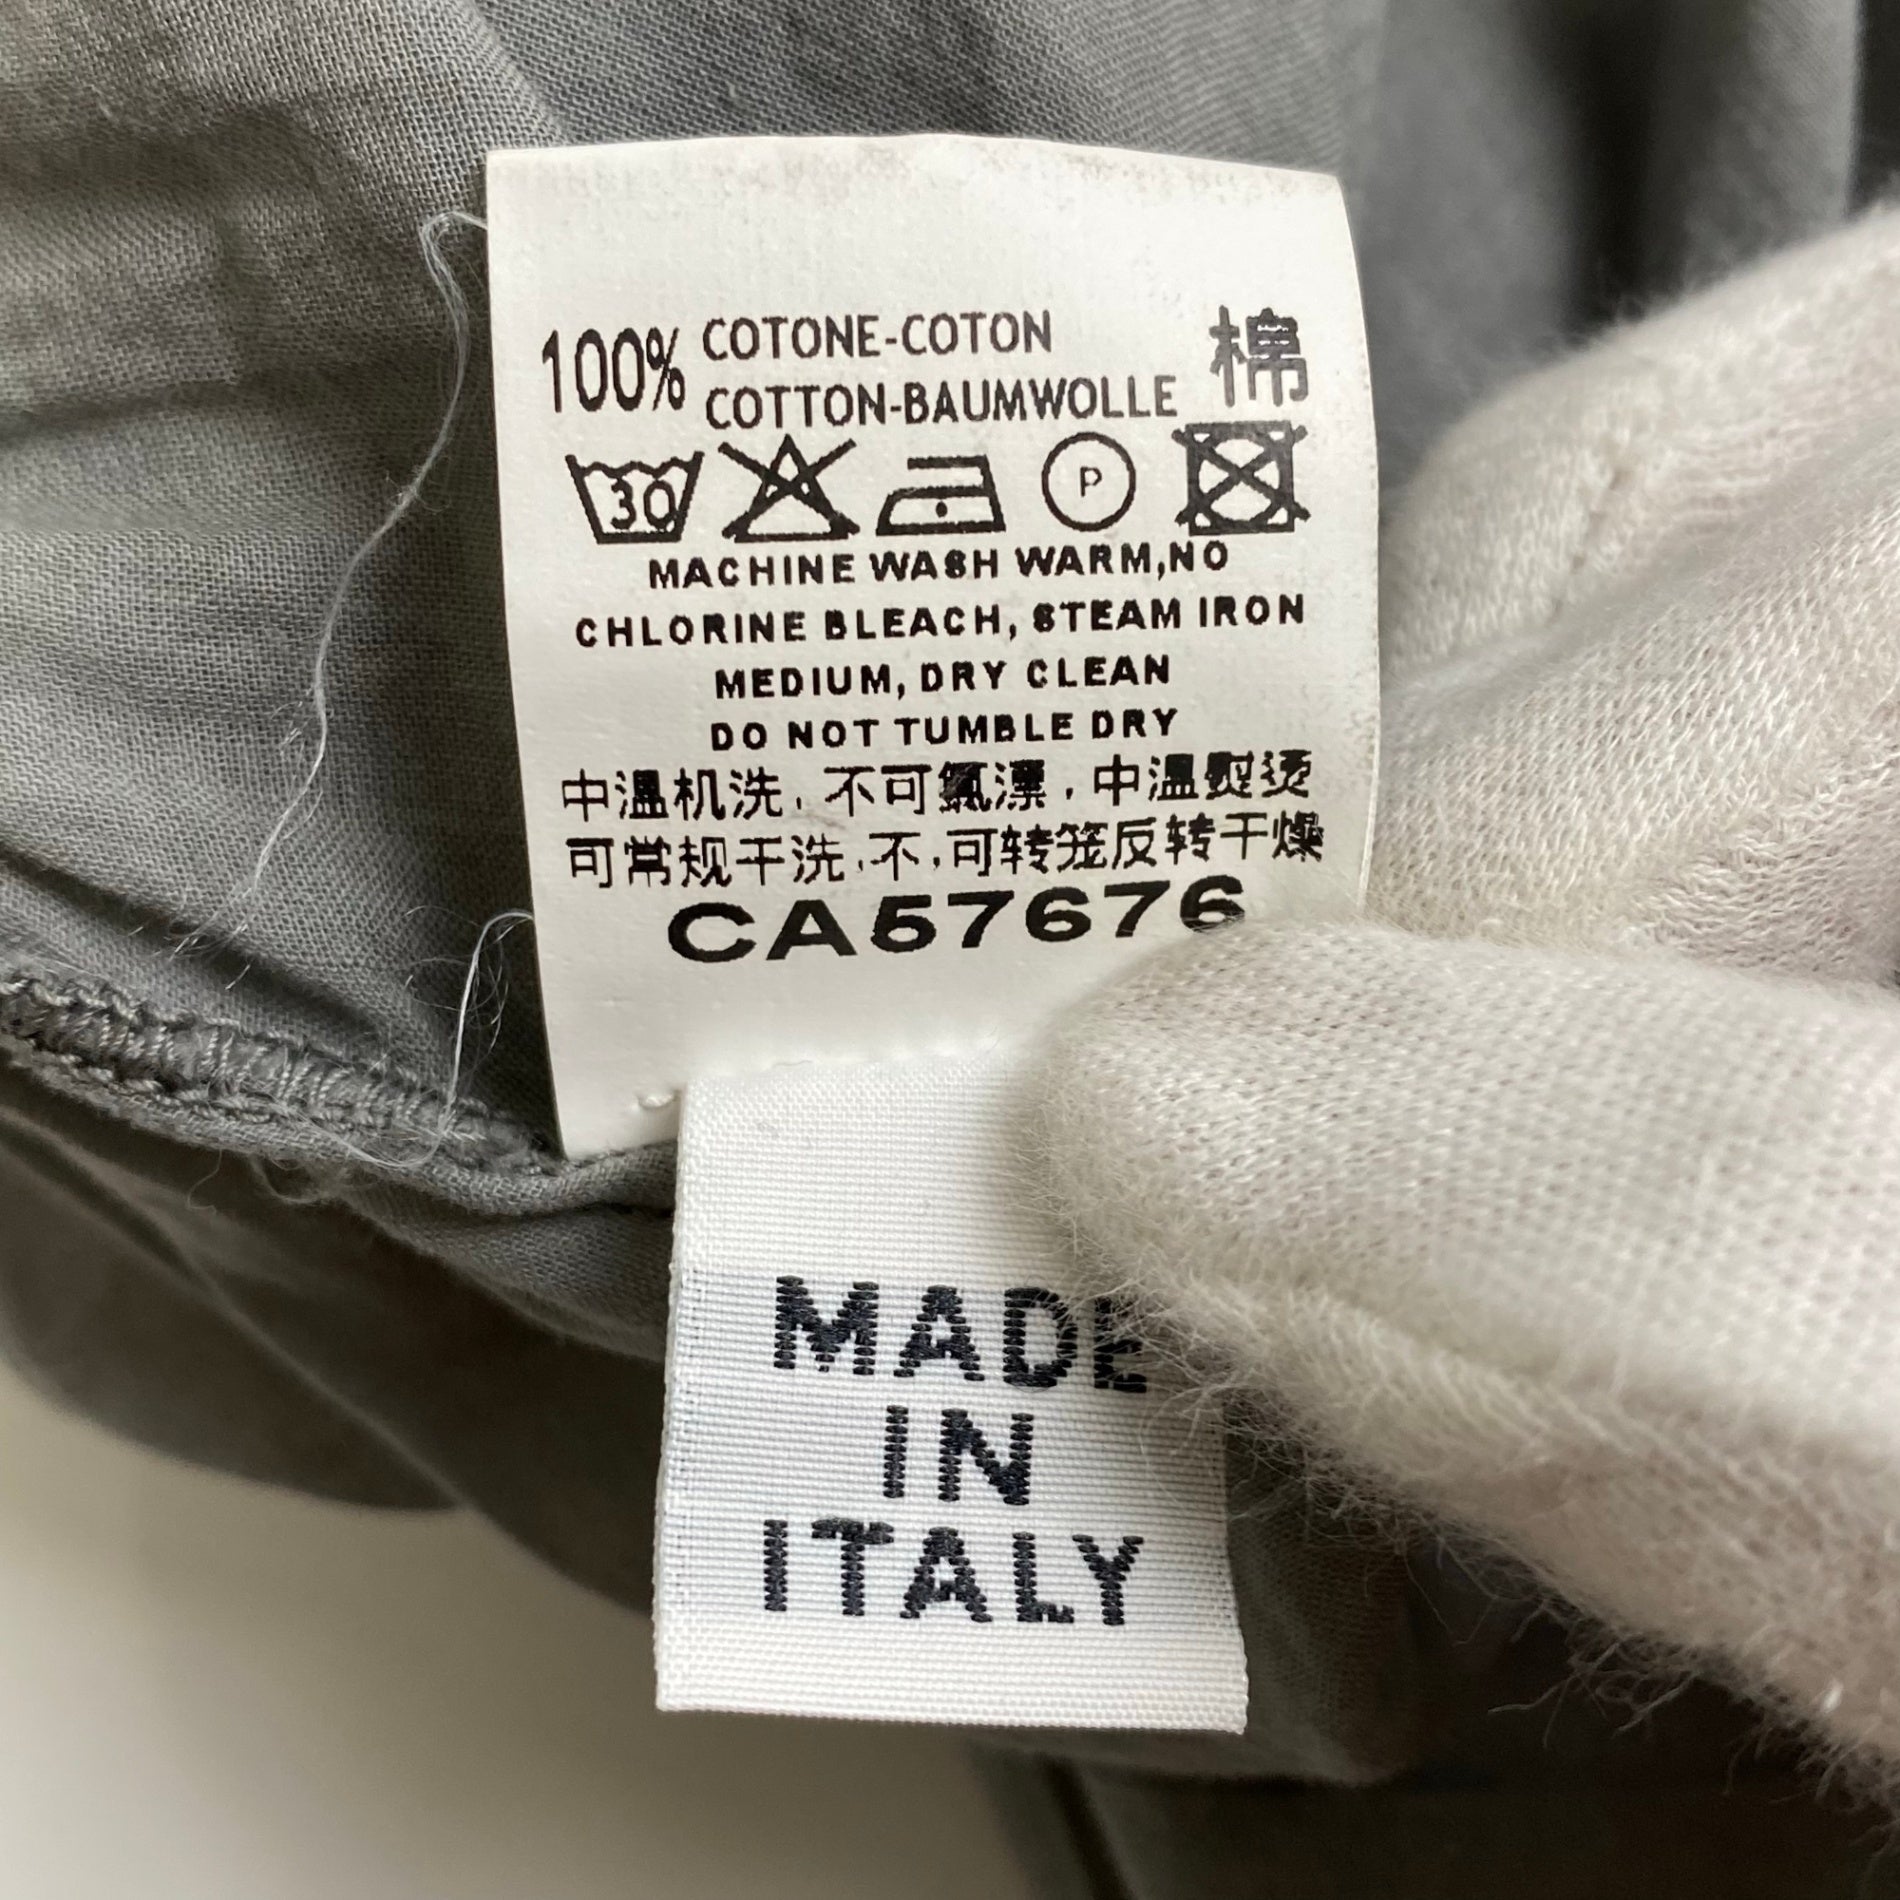 100% COTONE-COTON
COTTON-BAUMWOLLE 棉
30 P
MACHINE WASH WARM,NO
CHLORINE BLEACH, STEAM IRON
MEDIUM, DRY CLEAN
DO NOT TUMBLE DRY
中温机洗, 不可氯漂, 中温熨烫
可常规干洗,不,可转笼反转干燥
CA57676
MADE
IN
ITALY